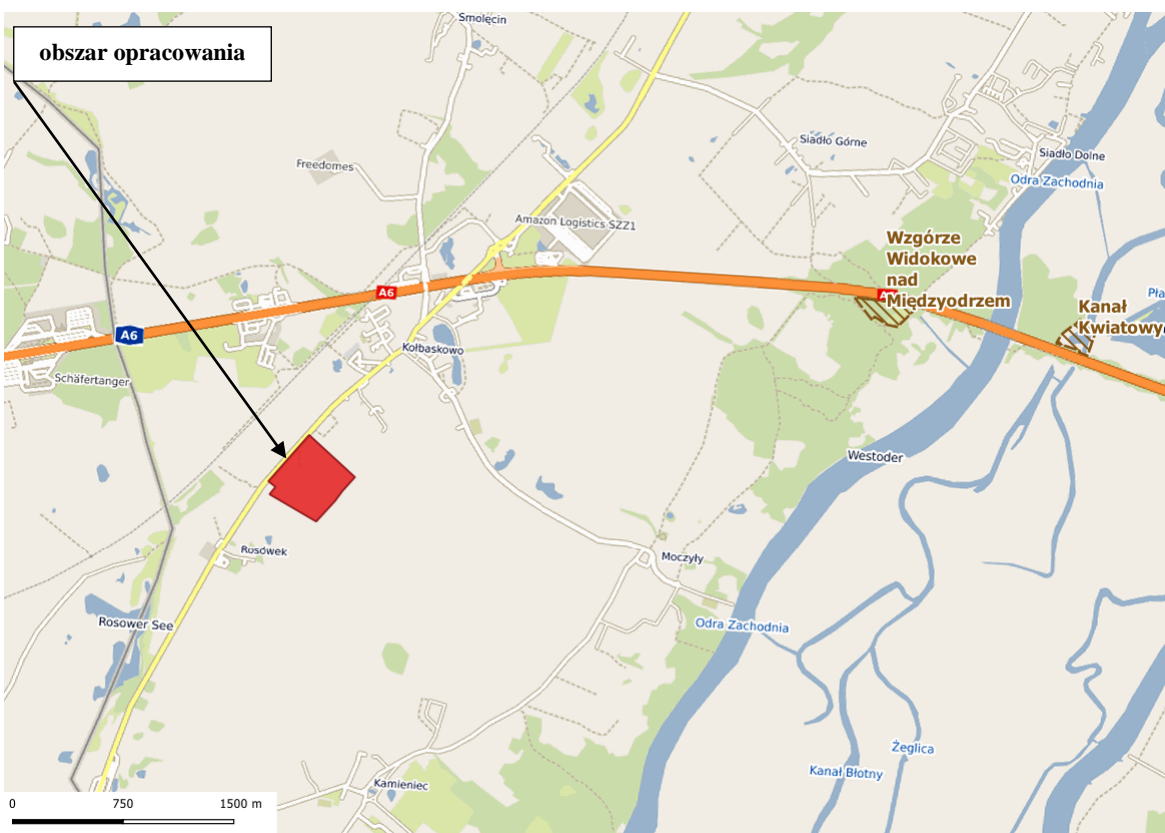 Smolęcin
obszar opracowania
Siadło Górne
Siadło Dolne
Freedomes
Odra Zachodnia
Amazon Logistics SZZ1
Wzgórze
Widokowe
nad
Międzyodrzem
A6
A6
Kanał
Kwiatowy
A6
Kołbaskowo
Schäfertanger
Westoder
Rosówek
Moczyły
Rosower See
Odra Zachodnia
Żeglica
Kanał Błotny
Kamieniec
0 750 1500 m